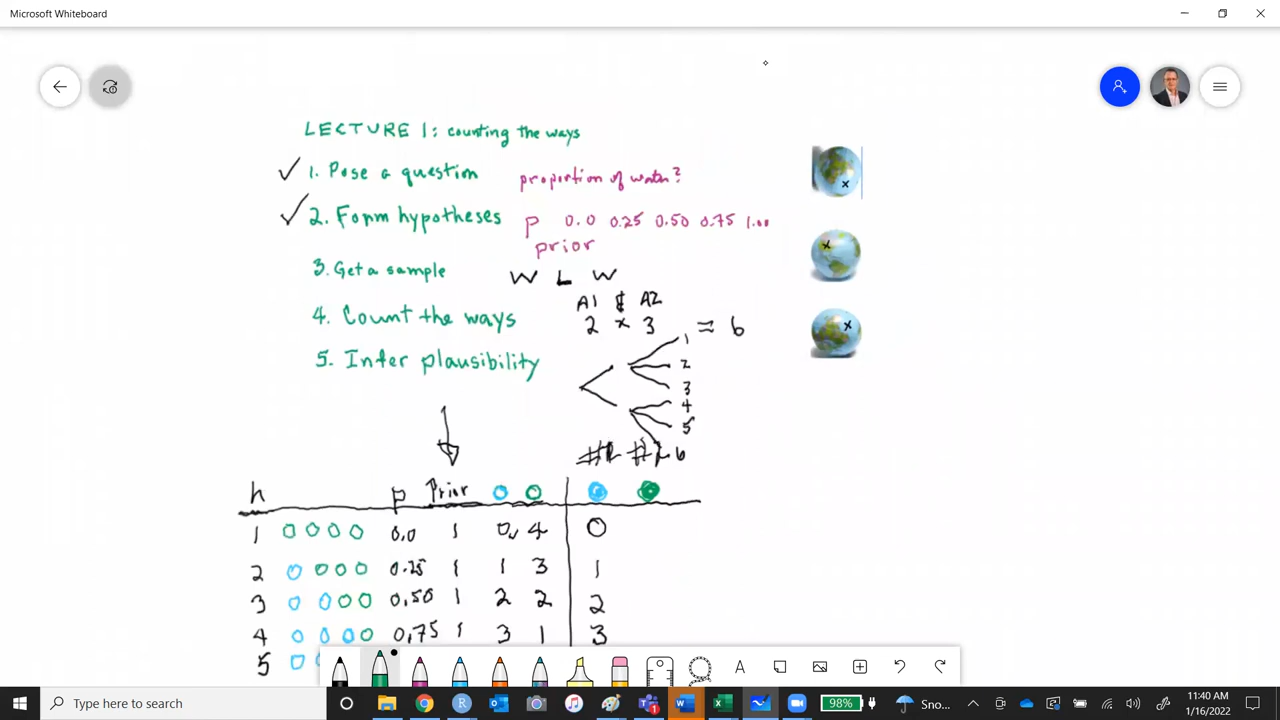 Microsoft Whiteboard
LECTURE 1: counting the ways
1. Pose a question proportion of water?
2. Form hypotheses p 0.0 0.25 0.50 0.75 1.00
prior
3. Get a sample W L W
A1 & A2
4. Count the ways 2 x 3 = 6
1
5. Infer plausibility 2
3
4
5
6
h p Prior
1 0.0 1 0 4 0
2 0.25 1 1 3 1
3 0.50 1 2 2 2
4 0.75 1 3 1 3
5
A
Type here to search 98% Sno... 11:40 AM
1/16/2022